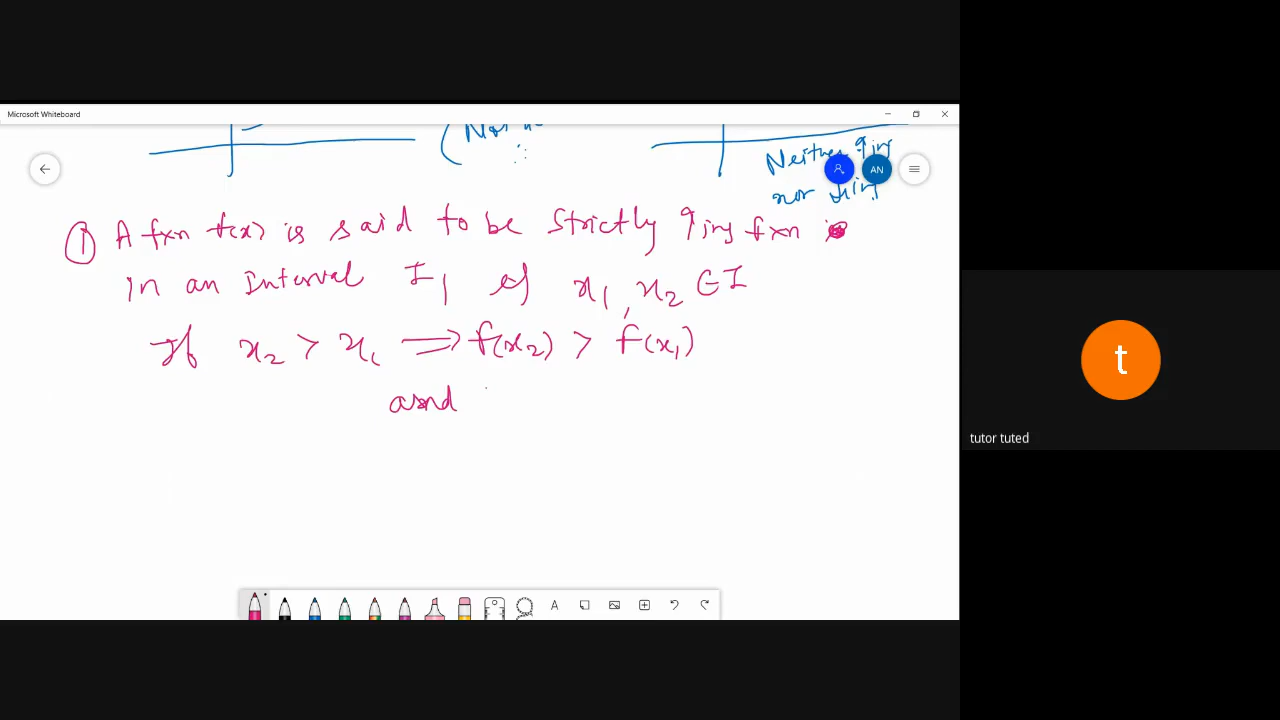 Microsoft Whiteboard
(Not
Neither ↑ing
nor ↓ing
AN
① A fxn f(x) is said to be strictly ↑ing fxn
in an Interval I, if x₁, x₂ ∈ I
If x₂ > x₁ ⟹ f(x₂) > f(x₁)
and
t
tutor tuted
A